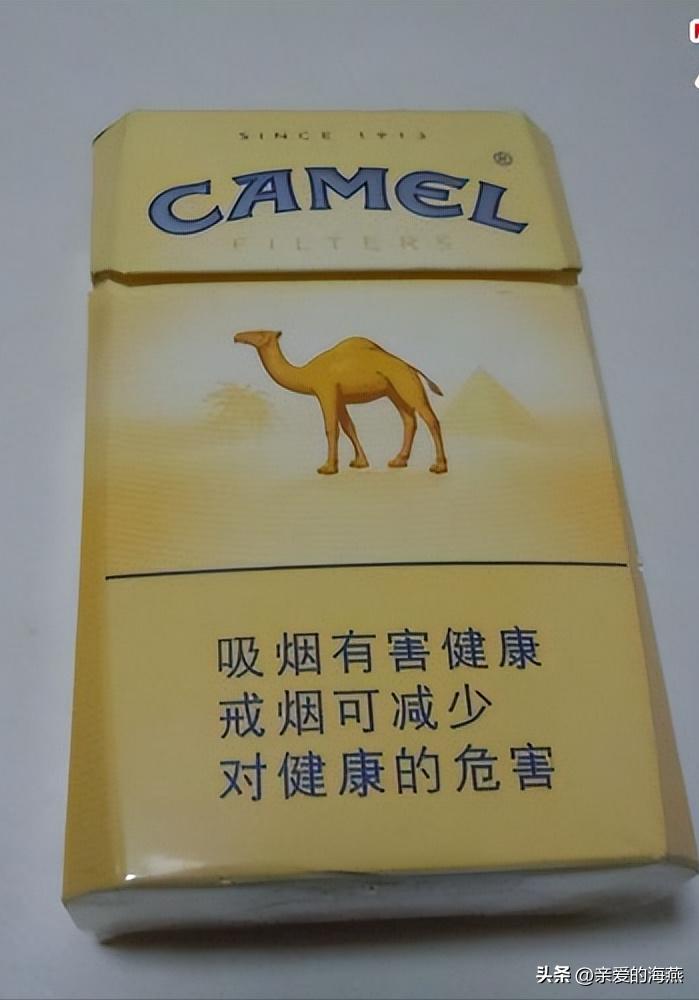 SINCE 1913
CAMEL®
FILTERS
吸烟有害健康
戒烟可减少
对健康的危害
头条 @亲爱的海燕